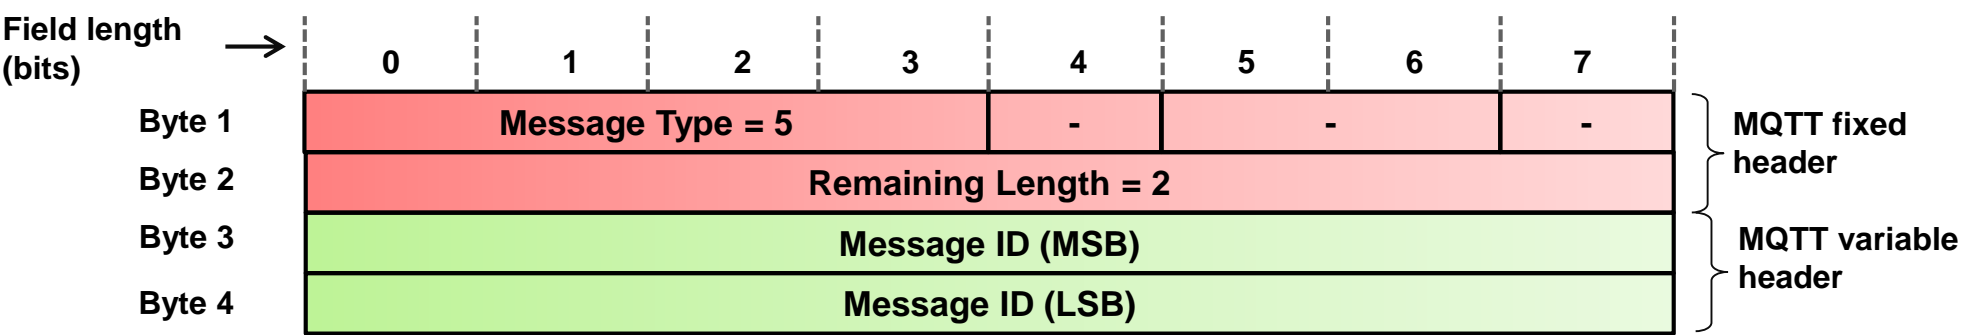 Field length
(bits)
0 1 2 3 4 5 6 7
Byte 1 Message Type = 5 - - - MQTT fixed
header
Byte 2 Remaining Length = 2
Byte 3 Message ID (MSB) MQTT variable
header
Byte 4 Message ID (LSB)